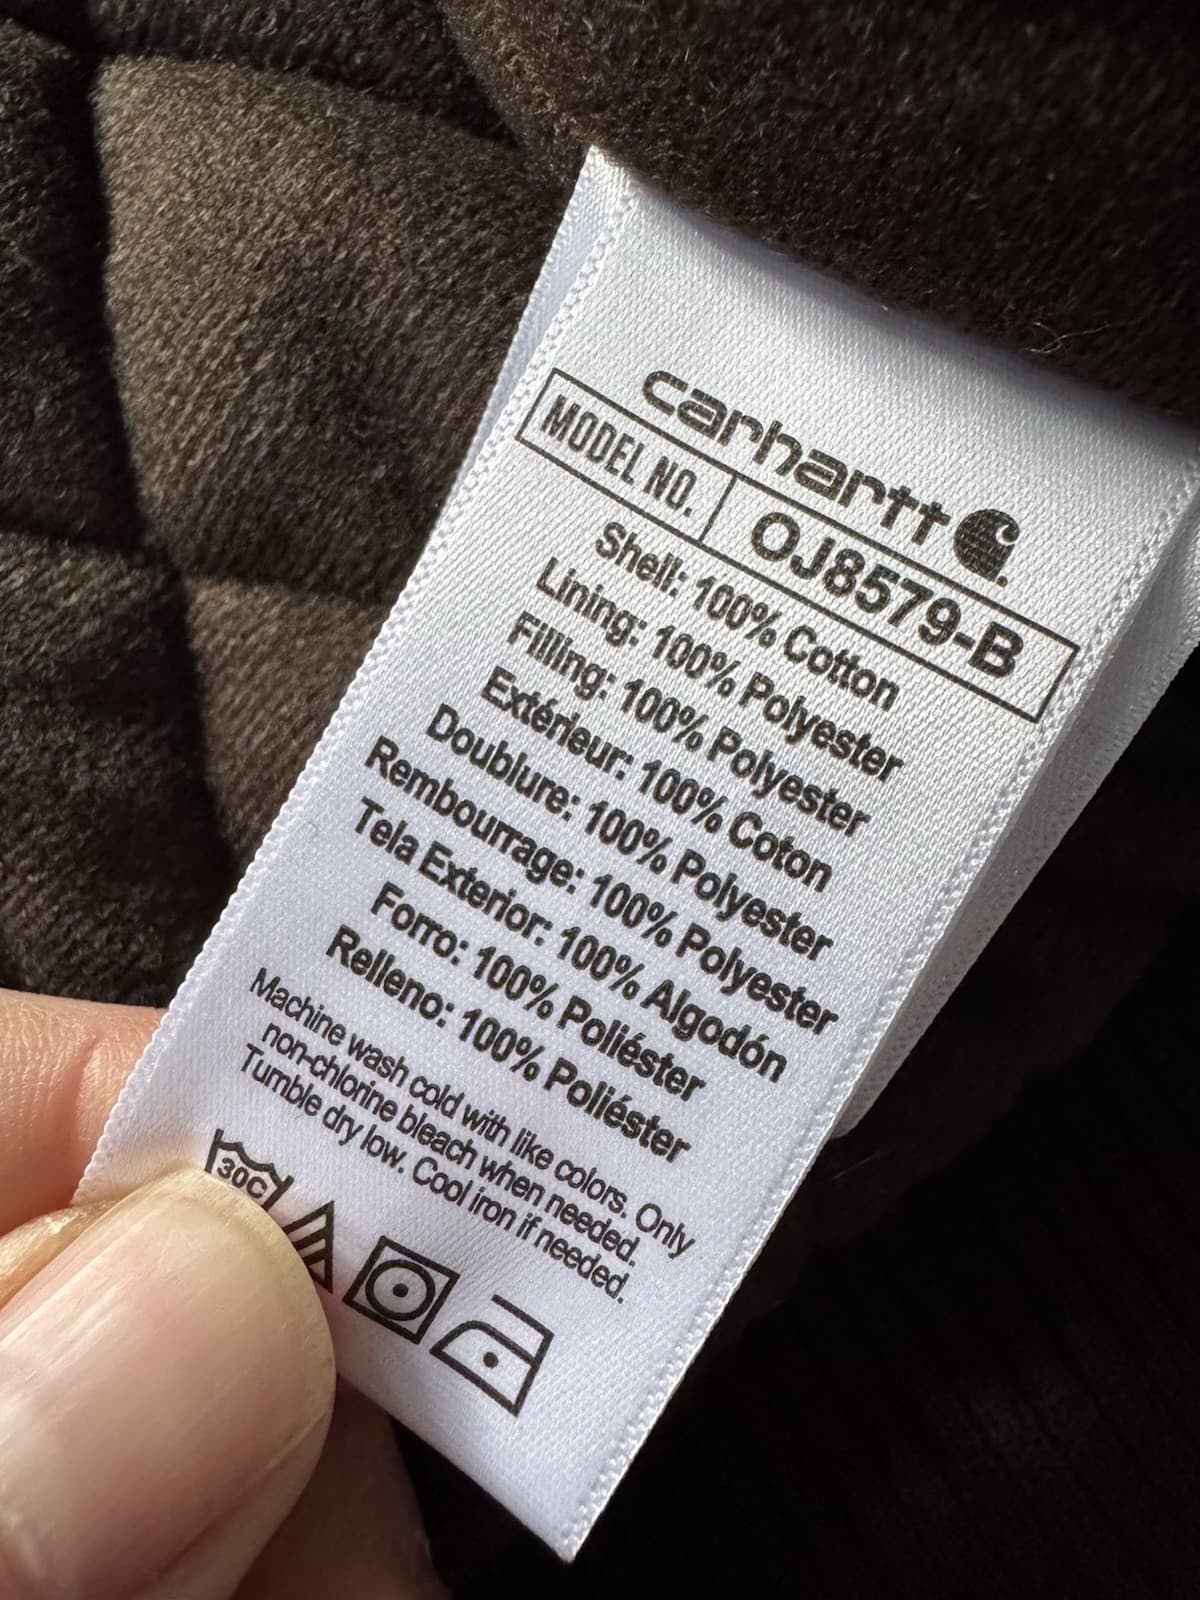 carhartt
MODEL NO. OJ8579-B
Shell: 100% Cotton
Lining: 100% Polyester
Filling: 100% Polyester
Extérieur: 100% Coton
Doublure: 100% Polyester
Rembourrage: 100% Polyester
Tela Exterior: 100% Algodón
Forro: 100% Poliéster
Relleno: 100% Poliéster
Machine wash cold with like colors. Only
non-chlorine bleach when needed.
Tumble dry low. Cool iron if needed.
30C